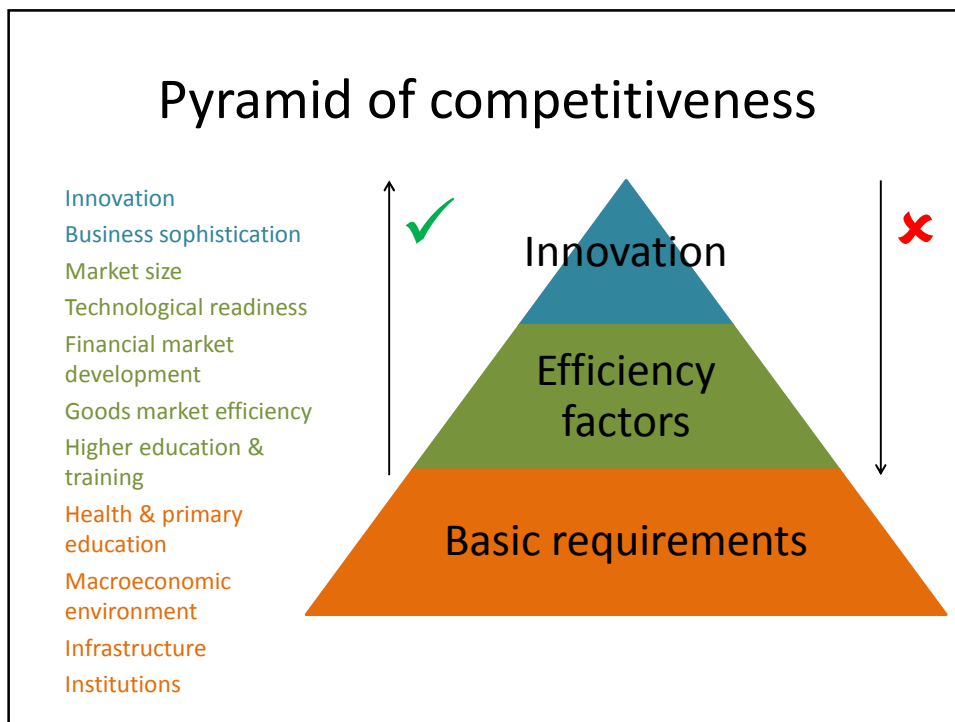 Pyramid of competitiveness
Innovation
Business sophistication
Market size
Technological readiness
Financial market
development
Goods market efficiency
Higher education &
training
Health & primary
education
Macroeconomic
environment
Infrastructure
Institutions
Innovation
Efficiency
factors
Basic requirements